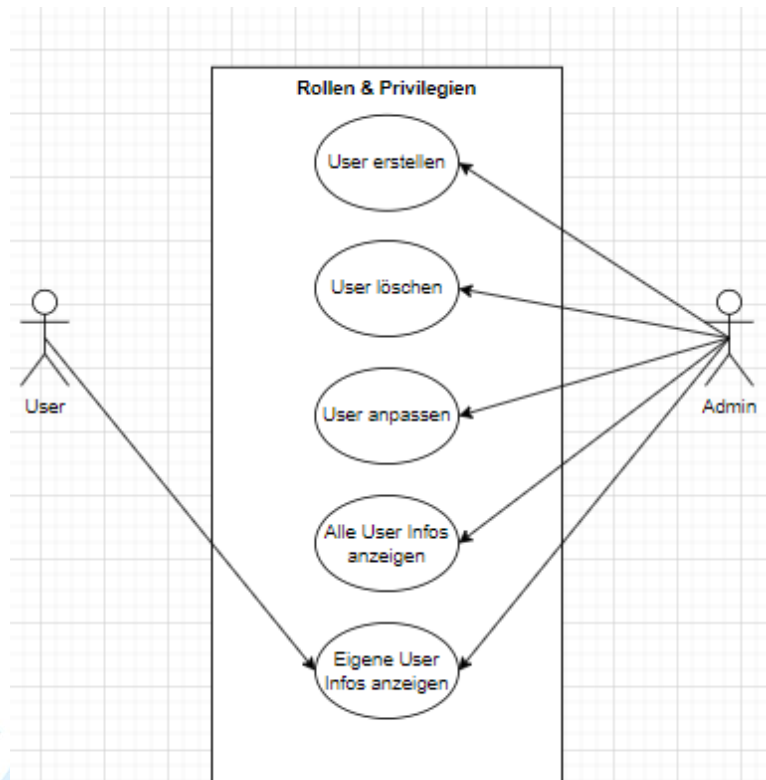 Rollen & Privilegien
User erstellen
User löschen
User
Admin
User anpassen
Alle User Infos
anzeigen
Eigene User
Infos anzeigen